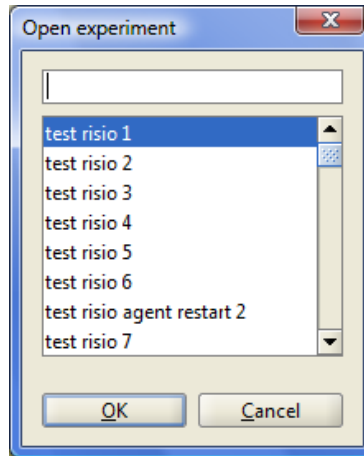 Open experiment
test risio 1
test risio 2
test risio 3
test risio 4
test risio 5
test risio 6
test risio agent restart 2
test risio 7
OK
Cancel